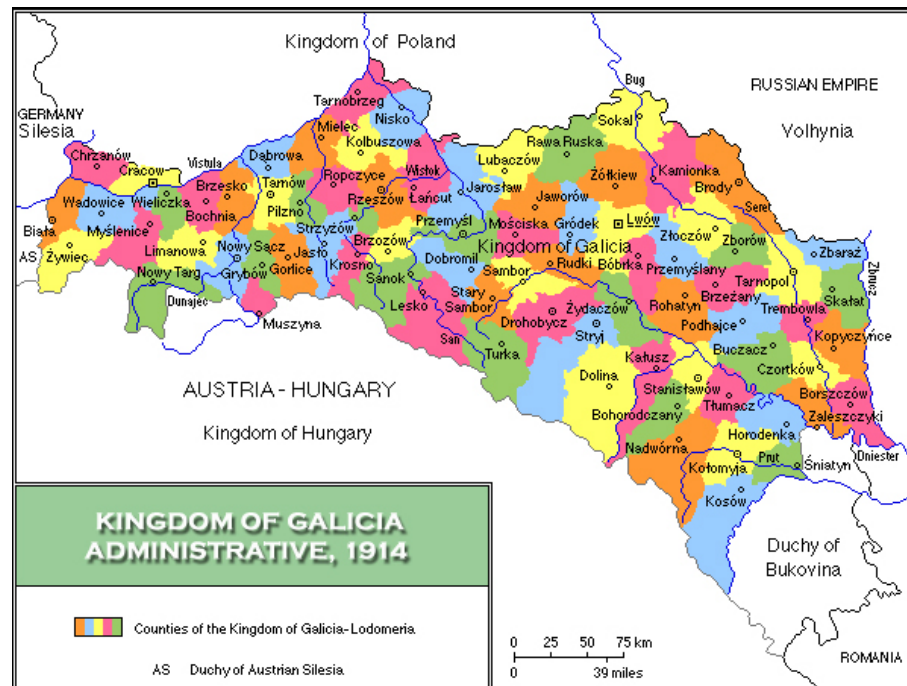 Kingdom of Poland
Bug
RUSSIAN EMPIRE
Volhynia
GERMANY
Silesia
Tarnobrzeg
Nisko
Sokal
Mielec
Kolbuszowa
Rawa Ruska
Chrzanów
Cracow
Vistula
Dąbrowa
Lubaczów
Tarnów
Ropczyce
Wisłok
Żółkiew
Kamionka
Brody
Wadowice
Wieliczka
Brzesko
Bochnia
Pilzno
Rzeszów
Łańcut
Jarosław
Jaworów
Seret
Biała
Myślenice
Strzyżów
Przemyśl
Mościska
Gródek
Lwów
Złoczów
Zborów
Zbaraż
AS
Żywiec
Limanowa
Nowy Sącz
Jasło
Brzozów
Dobromil
Kingdom of Galicia
Rudki
Bóbrka
Przemyślany
Zbrucz
Nowy Targ
Grybów
Gorlice
Krosno
Sanok
Sambor
Tarnopol
Skałat
Dunajec
Muszyna
Lesko
Stary
Sambor
Drohobycz
Żydaczów
Rohatyn
Brzeżany
Trembowla
San
Turka
Stryj
Podhajce
Kopyczyńce
Kałusz
Buczacz
Czortków
AUSTRIA - HUNGARY
Dolina
Stanisławów
Tłumacz
Borszczów
Kingdom of Hungary
Bohorodczany
Horodenka
Zaleszczyki
Nadwórna
Dniester
Kołomyja
Prut
Śniatyn
Kosów
KINGDOM OF GALICIA
ADMINISTRATIVE, 1914
Duchy of
Bukovina
Counties of the Kingdom of Galicia-Lodomeria
0 25 50 75 km
AS Duchy of Austrian Silesia
0 39 miles
ROMANIA